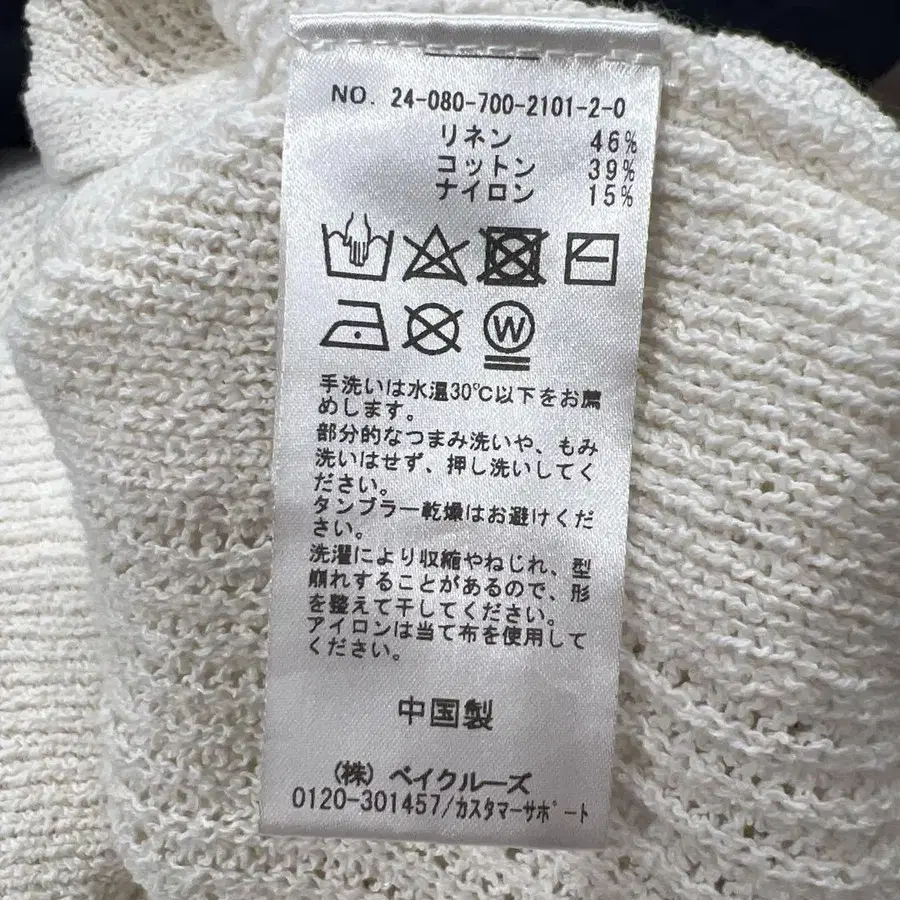 NO. 24-080-700-2101-2-0
リネン 46%
コットン 39%
ナイロン 15%
W
手洗いは水温30℃以下をお薦
めします。
部分的なつまみ洗いや、もみ
洗いはせず、押し洗いしてく
ださい。
タンブラー乾燥はお避けくだ
さい。
洗濯により収縮やねじれ、型
崩れすることがあるので、形
を整えて干してください。
アイロンは当て布を使用して
ください。
中国製
(株) ベイクルーズ
0120-301457/カスタマーサポート